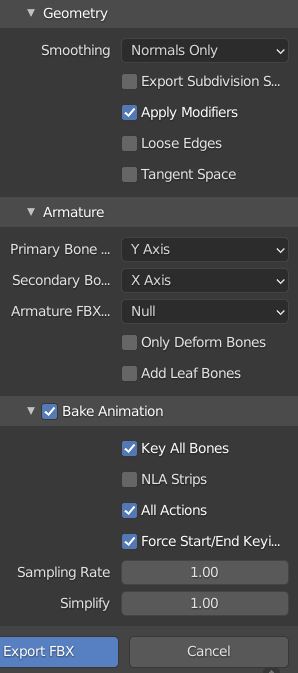 Geometry
Smoothing Normals Only
Export Subdivision S...
Apply Modifiers
Loose Edges
Tangent Space
Armature
Primary Bone ... Y Axis
Secondary Bo... X Axis
Armature FBX... Null
Only Deform Bones
Add Leaf Bones
Bake Animation
Key All Bones
NLA Strips
All Actions
Force Start/End Keyi...
Sampling Rate 1.00
Simplify 1.00
Export FBX Cancel